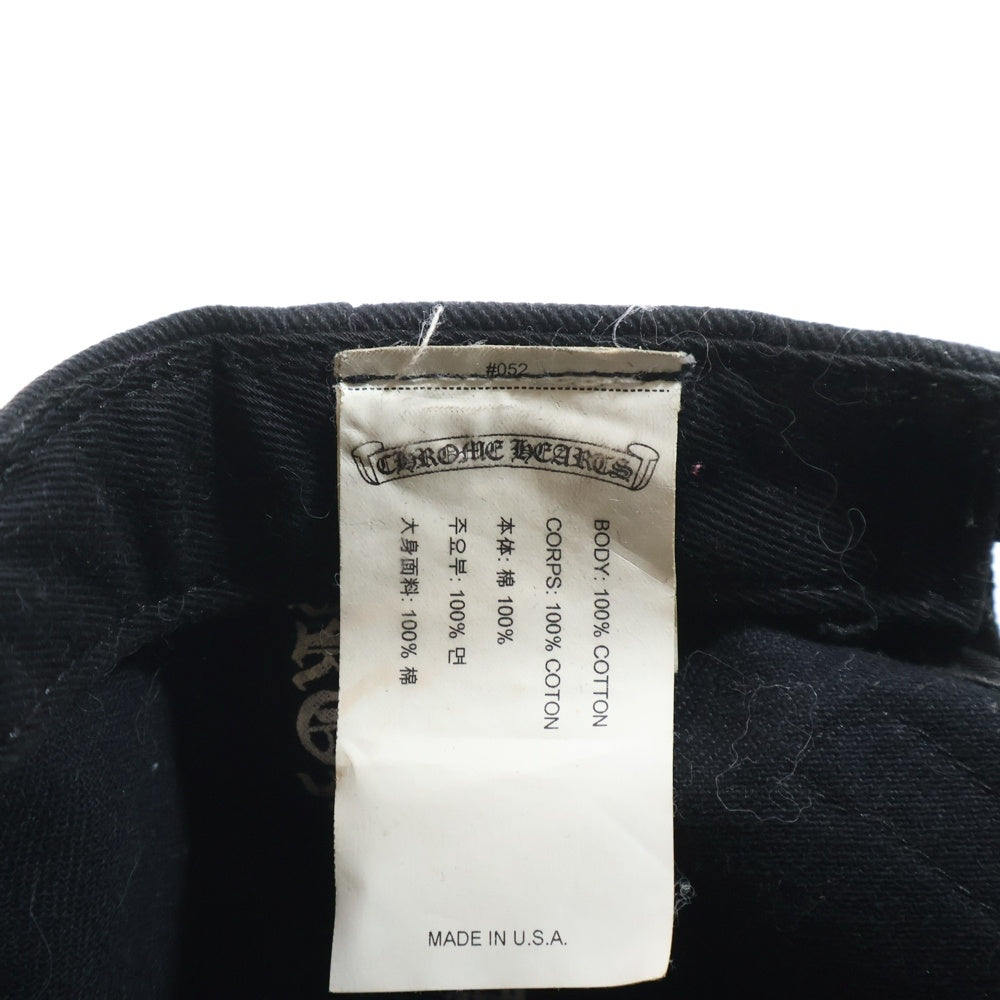 #052
CHROME HEARTS
BODY: 100% COTTON
CORPS: 100% COTON
本体: 棉 100%
주요부: 100% 면
大身面料: 100% 棉
MADE IN U.S.A.